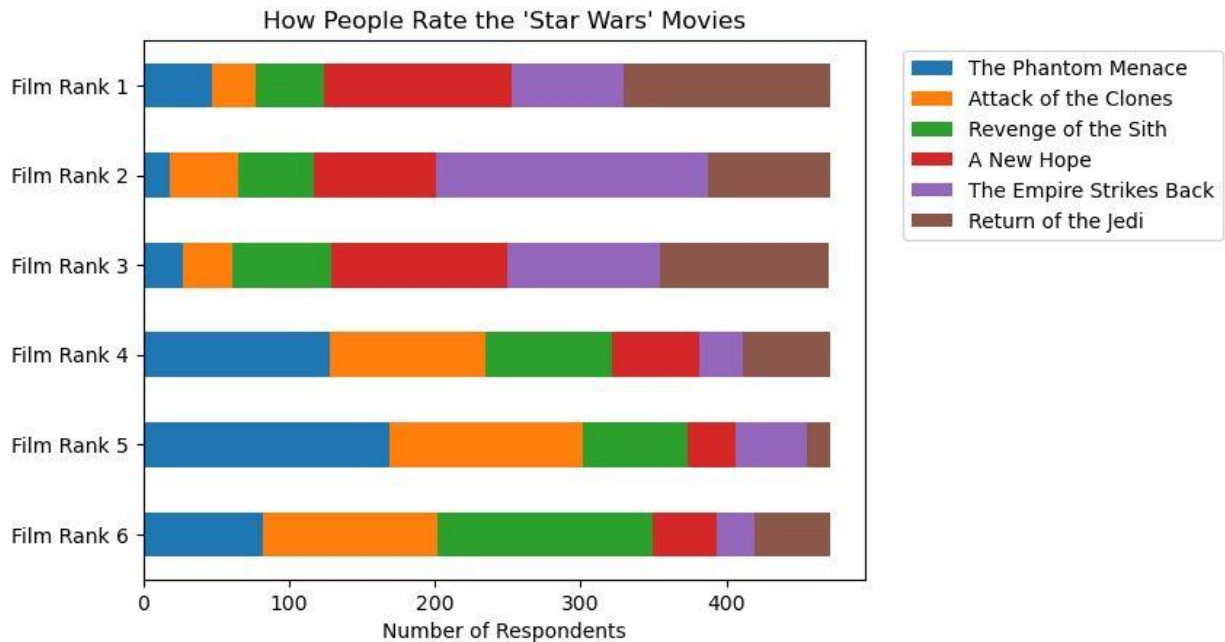 How People Rate the 'Star Wars' Movies
Film Rank 1
Film Rank 2
Film Rank 3
Film Rank 4
Film Rank 5
Film Rank 6
0 100 200 300 400
Number of Respondents
The Phantom Menace
Attack of the Clones
Revenge of the Sith
A New Hope
The Empire Strikes Back
Return of the Jedi